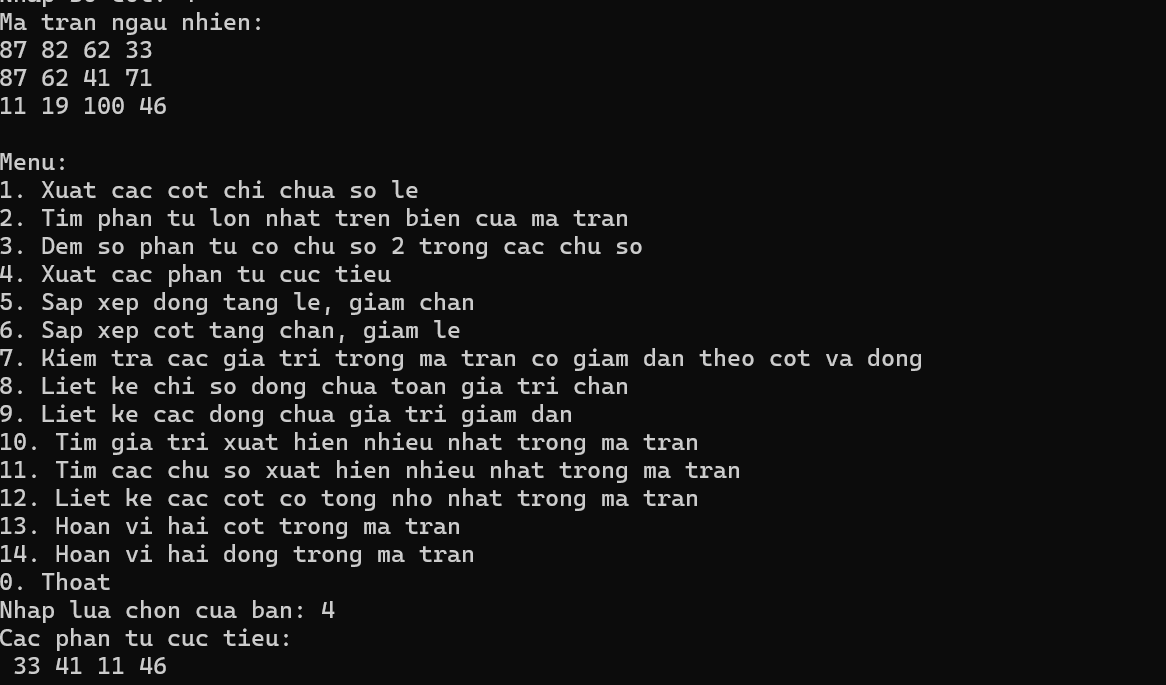 Nhap so cot: 4
Ma tran ngau nhien:
87 82 62 33
87 62 41 71
11 19 100 46
Menu:
1. Xuat cac cot chi chua so le
2. Tim phan tu lon nhat tren bien cua ma tran
3. Dem so phan tu co chu so 2 trong cac chu so
4. Xuat cac phan tu cuc tieu
5. Sap xep dong tang le, giam chan
6. Sap xep cot tang chan, giam le
7. Kiem tra cac gia tri trong ma tran co giam dan theo cot va dong
8. Liet ke chi so dong chua toan gia tri chan
9. Liet ke cac dong chua gia tri giam dan
10. Tim gia tri xuat hien nhieu nhat trong ma tran
11. Tim cac chu so xuat hien nhieu nhat trong ma tran
12. Liet ke cac cot co tong nho nhat trong ma tran
13. Hoan vi hai cot trong ma tran
14. Hoan vi hai dong trong ma tran
0. Thoat
Nhap lua chon cua ban: 4
Cac phan tu cuc tieu:
33 41 11 46